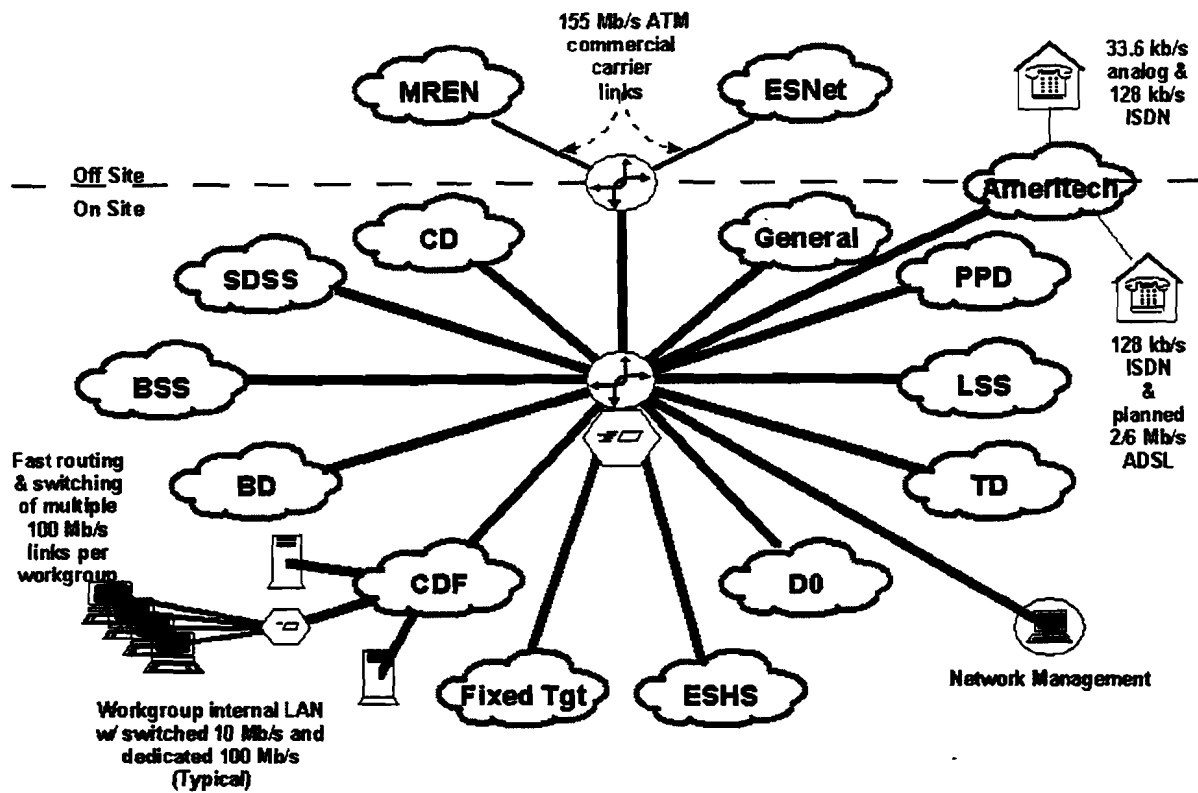 155 Mb/s ATM
commercial
carrier
links
MREN
ESNet
33.6 kb/s
analog &
128 kb/s
ISDN
Off Site
On Site
Ameritech
CD
General
SDSS
PPD
BSS
LSS
128 kb/s
ISDN
&
planned
2.6 Mb/s
ADSL
Fast routing
& switching
of multiple
100 Mb/s
links per
workgroup
BD
TD
CDF
D0
Fixed Tgt
ESHS
Network Management
Workgroup internal LAN
w/ switched 10 Mb/s and
dedicated 100 Mb/s
(Typical)